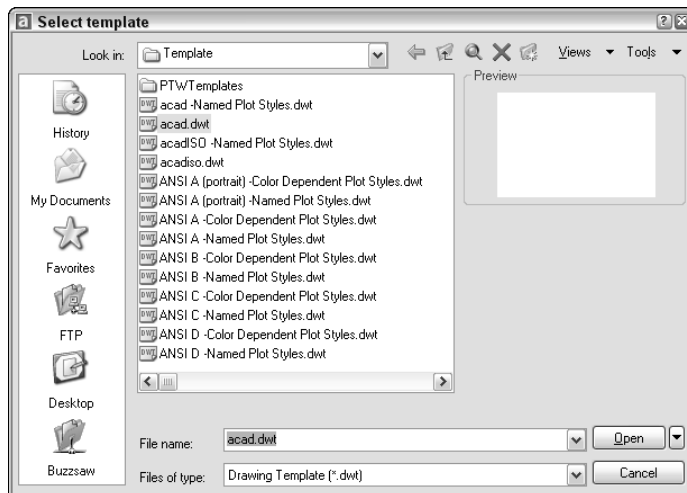 Select template
Look in:
Template
Views
Tools
History
My Documents
Favorites
FTP
Desktop
Buzzsaw
PTWTemplates
acad -Named Plot Styles.dwt
acad.dwt
acadISO -Named Plot Styles.dwt
acadiso.dwt
ANSI A (portrait) -Color Dependent Plot Styles.dwt
ANSI A (portrait) -Named Plot Styles.dwt
ANSI A -Color Dependent Plot Styles.dwt
ANSI A -Named Plot Styles.dwt
ANSI B -Color Dependent Plot Styles.dwt
ANSI B -Named Plot Styles.dwt
ANSI C -Color Dependent Plot Styles.dwt
ANSI C -Named Plot Styles.dwt
ANSI D -Color Dependent Plot Styles.dwt
ANSI D -Named Plot Styles.dwt
Preview
File name:
acad.dwt
Open
Files of type:
Drawing Template (*.dwt)
Cancel